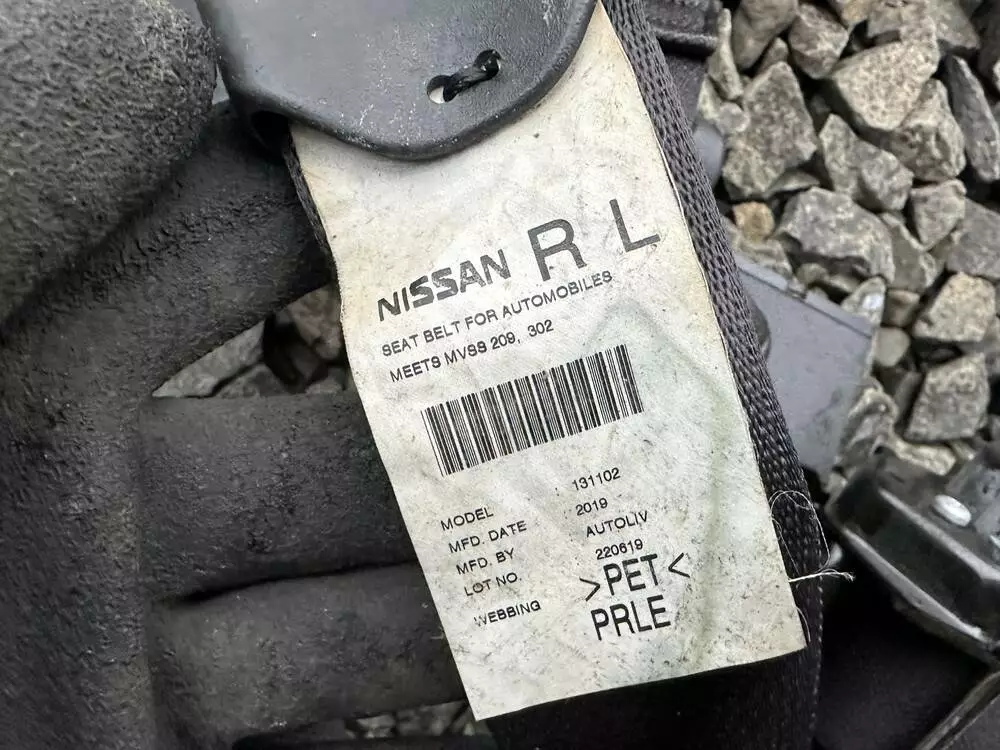 NISSAN R L
SEAT BELT FOR AUTOMOBILES
MEETS MVSS 209, 302
MODEL 131102
MFD. DATE 2019
MFD. BY AUTOLIV
LOT NO. 220619
WEBBING >PET<
PRLE